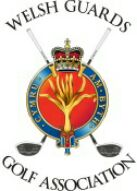 WELSH GUARDS
CYMRU AM BYTH
GOLF ASSOCIATION